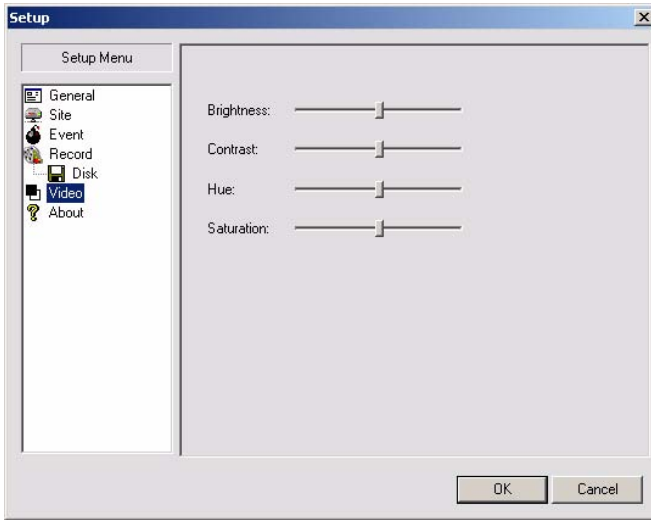 Setup
Setup Menu
General
Site
Event
Record
Disk
Video
About
Brightness:
Contrast:
Hue:
Saturation:
OK
Cancel